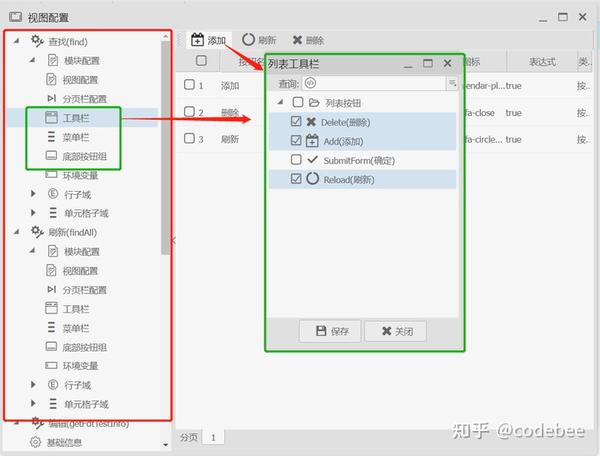 视图配置
查找(find)
模块配置
视图配置
分页栏配置
工具栏
菜单栏
底部按钮组
环境变量
行子域
单元格子域
刷新(findAll)
模块配置
视图配置
分页栏配置
工具栏
菜单栏
底部按钮组
环境变量
行子域
单元格子域
编辑(getFdtTestInfo)
基础信息
添加 刷新 删除
图标 表达式 类..
1 添加 endar-pl... true 按..
2 删除 fa-close true 按..
3 刷新 fa-circle... true 按..
列表工具栏
查询:
列表按钮
Delete(删除)
Add(添加)
SubmitForm(确定)
Reload(刷新)
保存 关闭
分页 1
知乎 @codebee